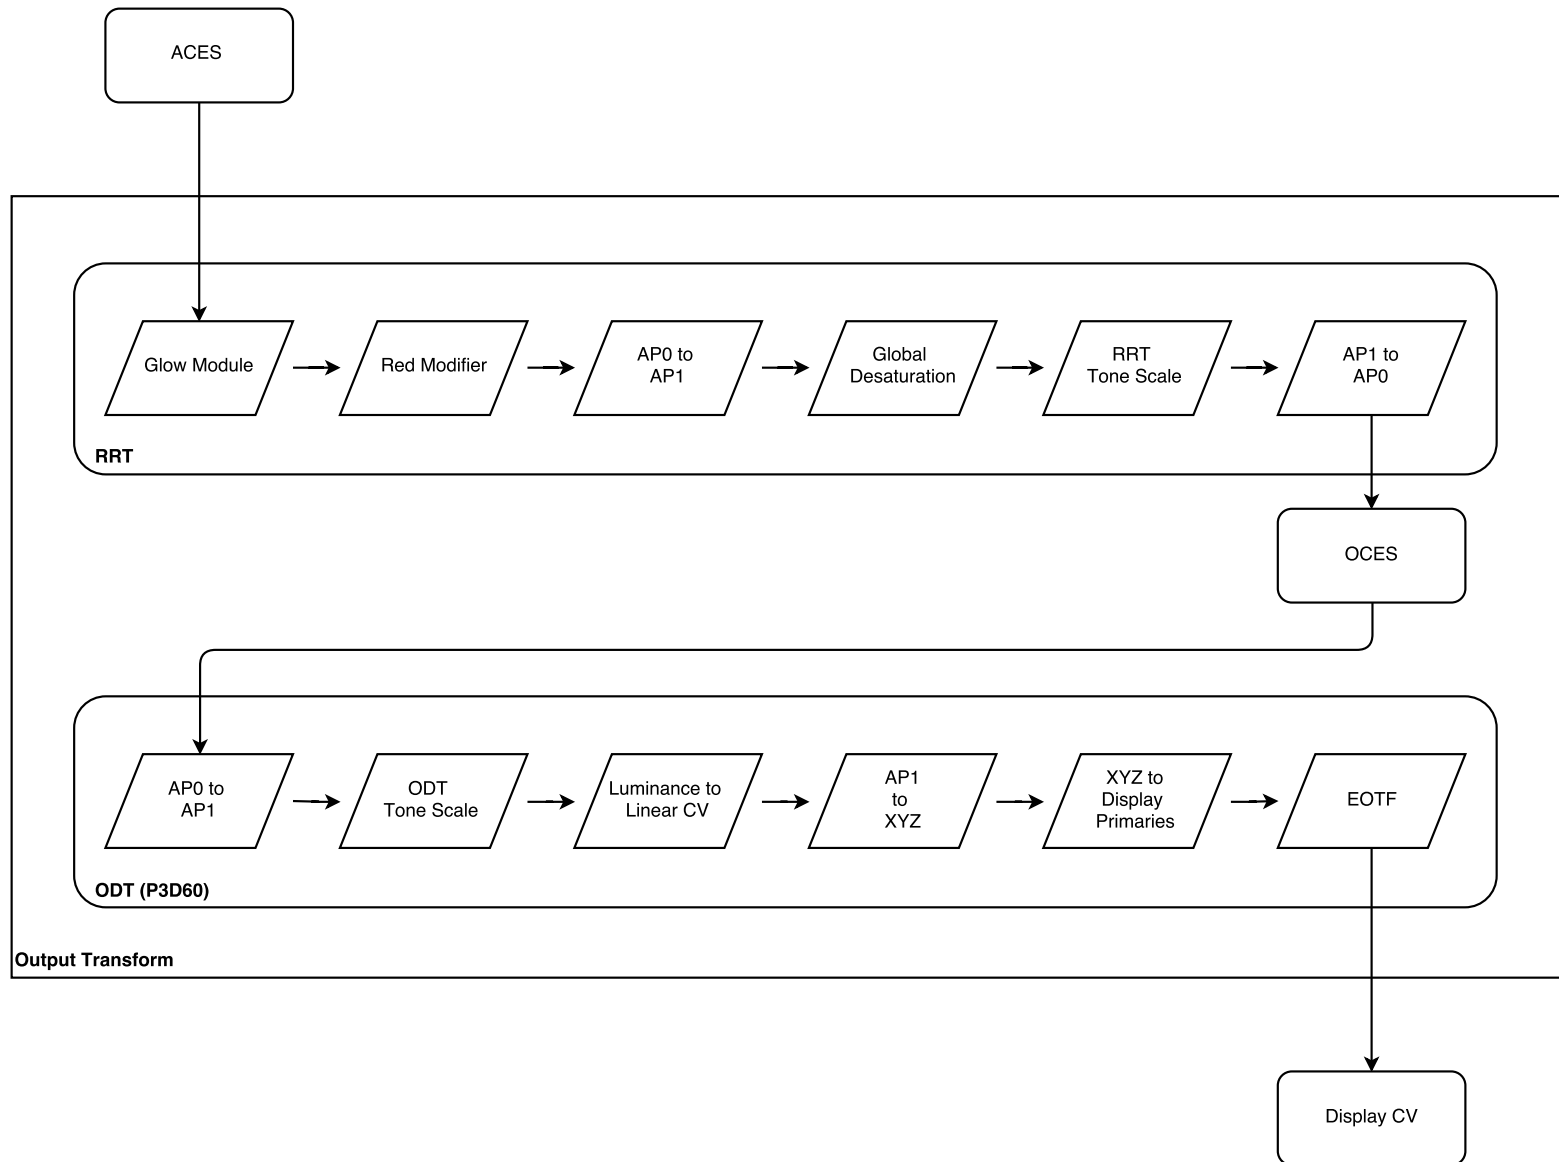 ACES
Glow Module
Red Modifier
AP0 to
AP1
Global
Desaturation
RRT
Tone Scale
AP1 to
AP0
RRT
OCES
AP0 to
AP1
ODT
Tone Scale
Luminance to
Linear CV
AP1
to
XYZ
XYZ to
Display
Primaries
EOTF
ODT (P3D60)
Output Transform
Display CV